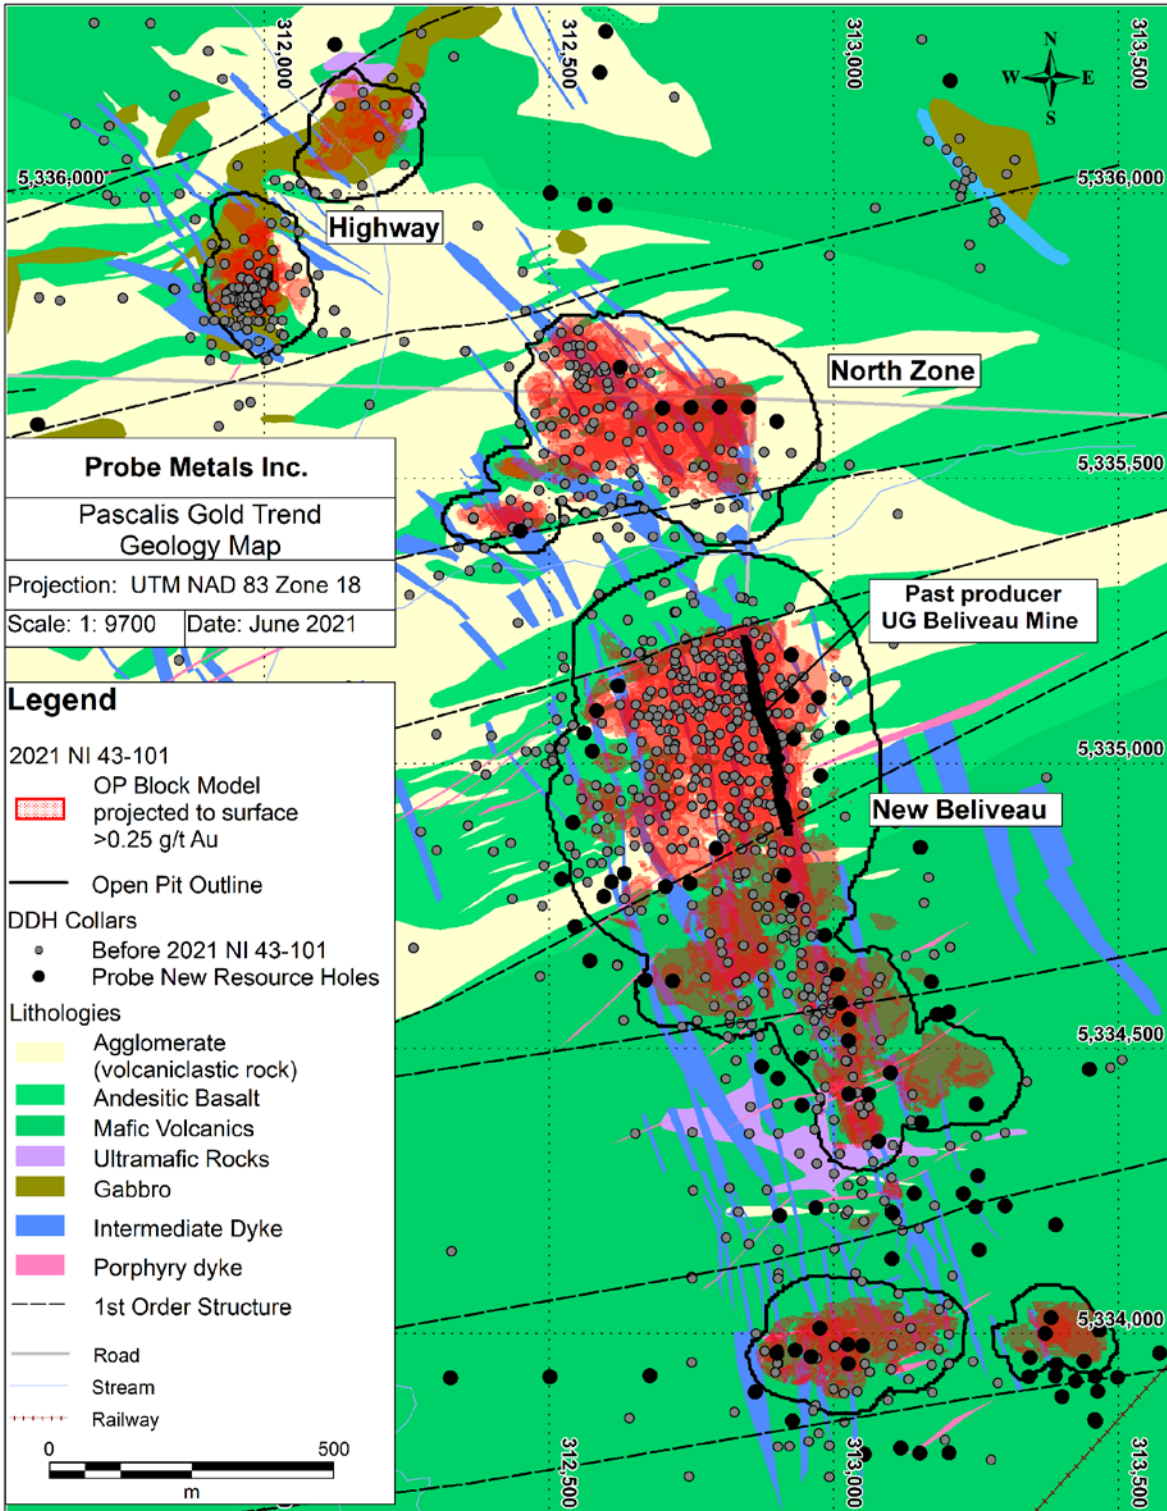 312,000
312,500
313,000
313,500
N
W E
S
5,336,000
5,336,000
Highway
North Zone
5,335,500
Probe Metals Inc.
Pascalis Gold Trend
Geology Map
Projection: UTM NAD 83 Zone 18
Scale: 1: 9700
Date: June 2021
Past producer
UG Beliveau Mine
5,335,000
New Beliveau
Legend
2021 NI 43-101
OP Block Model
projected to surface
>0.25 g/t Au
Open Pit Outline
DDH Collars
Before 2021 NI 43-101
Probe New Resource Holes
Lithologies
Agglomerate
(volcaniclastic rock)
Andesitic Basalt
Mafic Volcanics
Ultramafic Rocks
Gabbro
Intermediate Dyke
Porphyry dyke
1st Order Structure
Road
Stream
Railway
0 500
m
5,334,500
5,334,000
312,500
313,000
313,500